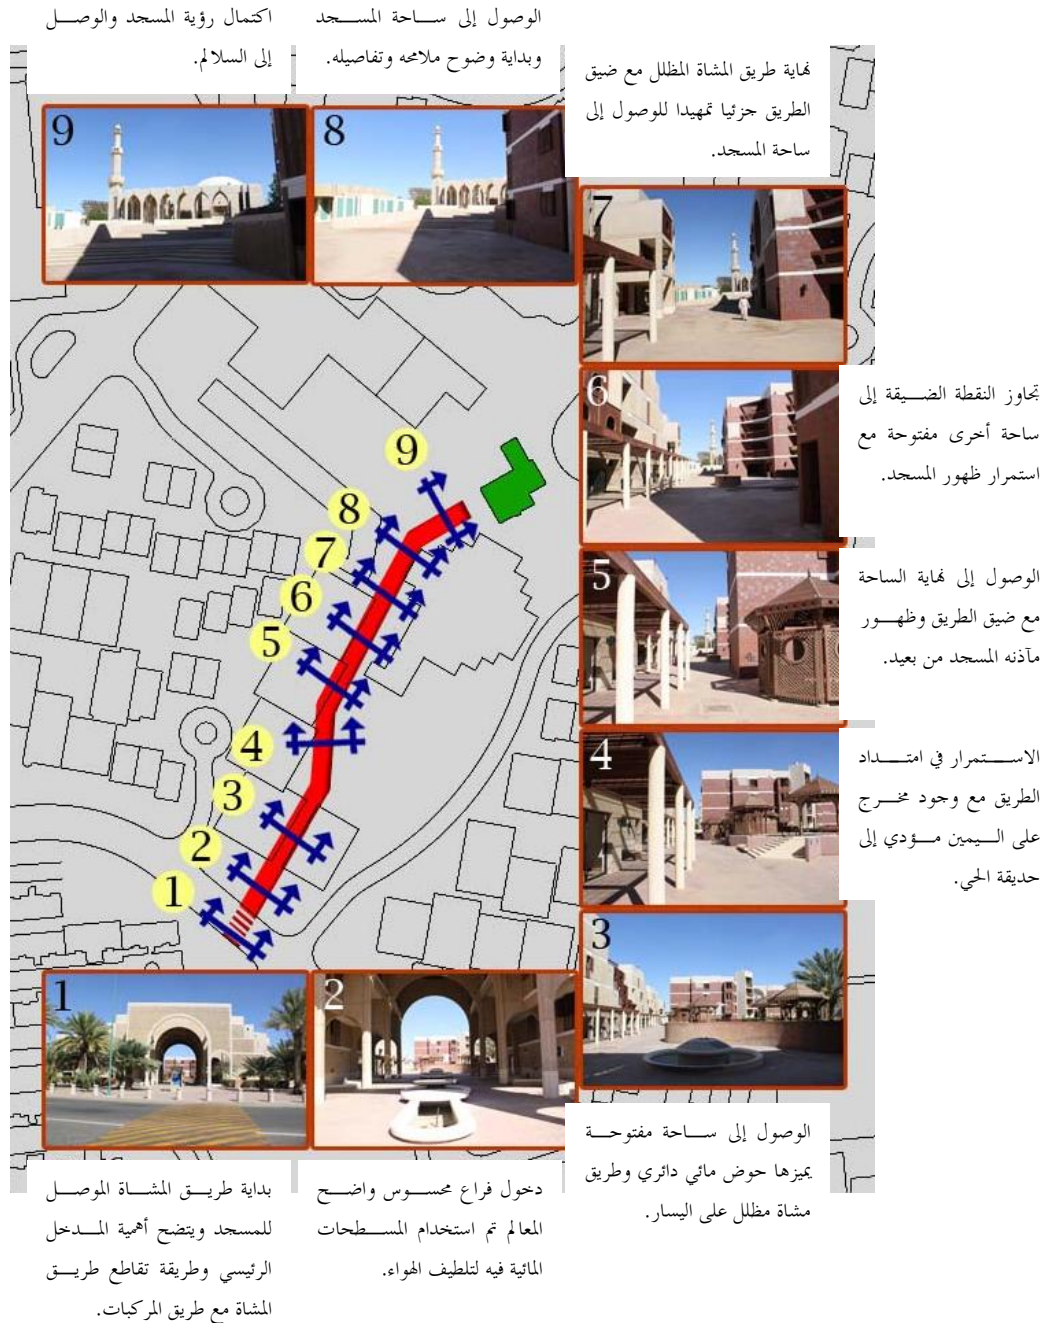 اكتمال رؤية المسجد والوصل
إلى السلالم.
الوصول إلى ساحة المسجد
وبداية وضوح ملامحه وتفاصيله.
نهاية طريق المشاة المظلل مع ضيق
الطريق جزئيا تمهيدا للوصول إلى
ساحة المسجد.
9
8
7
تجاوز النقطة الضيقة إلى
ساحة أخرى مفتوحة مع
استمرار ظهور المسجد.
6
الوصول إلى نهاية الساحة
مع ضيق الطريق وظهور
مآذنه المسجد من بعيد.
5
الاستمرار في امتداد
الطريق مع وجود مخرج
على اليمين مؤدي إلى
حديقة الحي.
4
3
9
8
7
6
5
4
3
2
1
1
2
الوصول إلى ساحة مفتوحة
يميزها حوض مائي دائري وطريق
مشاة مظلل على اليسار.
دخول فراع محسوس واضح
المعالم تم استخدام المسطحات
المائية فيه لتلطيف الهواء.
بداية طريق المشاة الموصل
للمسجد ويتضح أهمية المدخل
الرئيسي وطريقة تقاطع طريق
المشاة مع طريق المركبات.